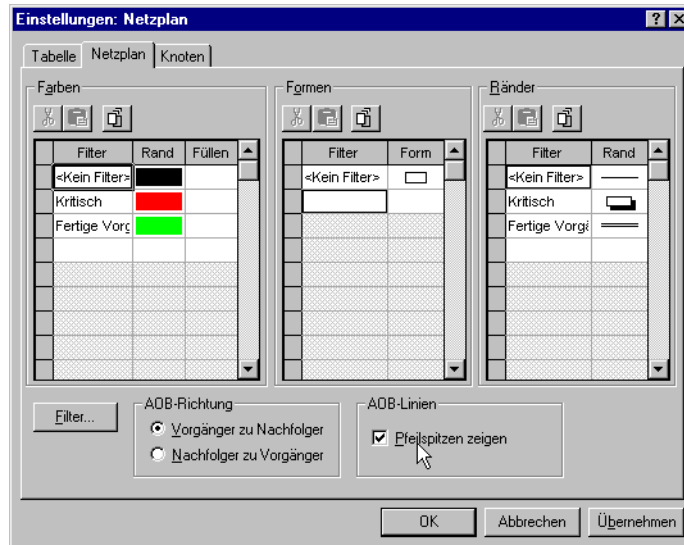 Einstellungen: Netzplan
Tabelle Netzplan Knoten
Farben
Filter Rand Füllen
<Kein Filter>
Kritisch
Fertige Vorg
Formen
Filter Form
<Kein Filter>
Ränder
Filter Rand
<Kein Filter>
Kritisch
Fertige Vorgä
Filter...
AOB-Richtung
Vorgänger zu Nachfolger
Nachfolger zu Vorgänger
AOB-Linien
Pfeilspitzen zeigen
OK Abbrechen Übernehmen